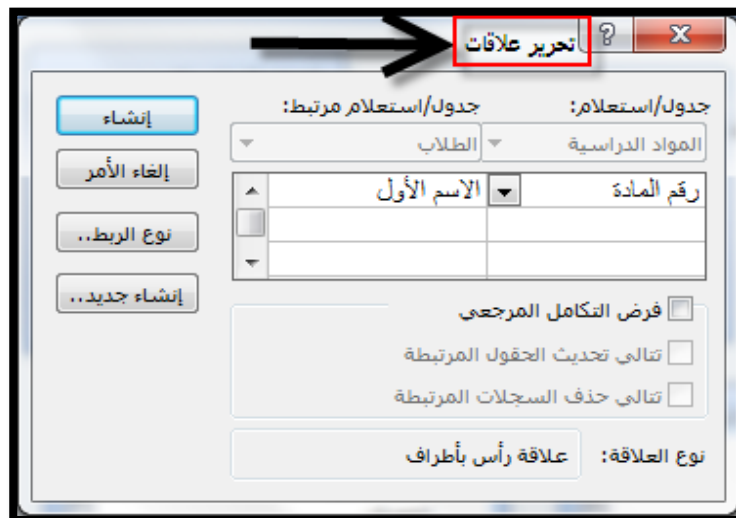 تحرير علاقات
جدول/استعلام: جدول/استعلام مرتبط:
المواد الدراسية الطلاب
رقم المادة الاسم الأول
إنشاء
إلغاء الأمر
نوع الربط..
إنشاء جديد..
فرض التكامل المرجعي
تتالي تحديث الحقول المرتبطة
تتالي حذف السجلات المرتبطة
نوع العلاقة: علاقة رأس بأطراف